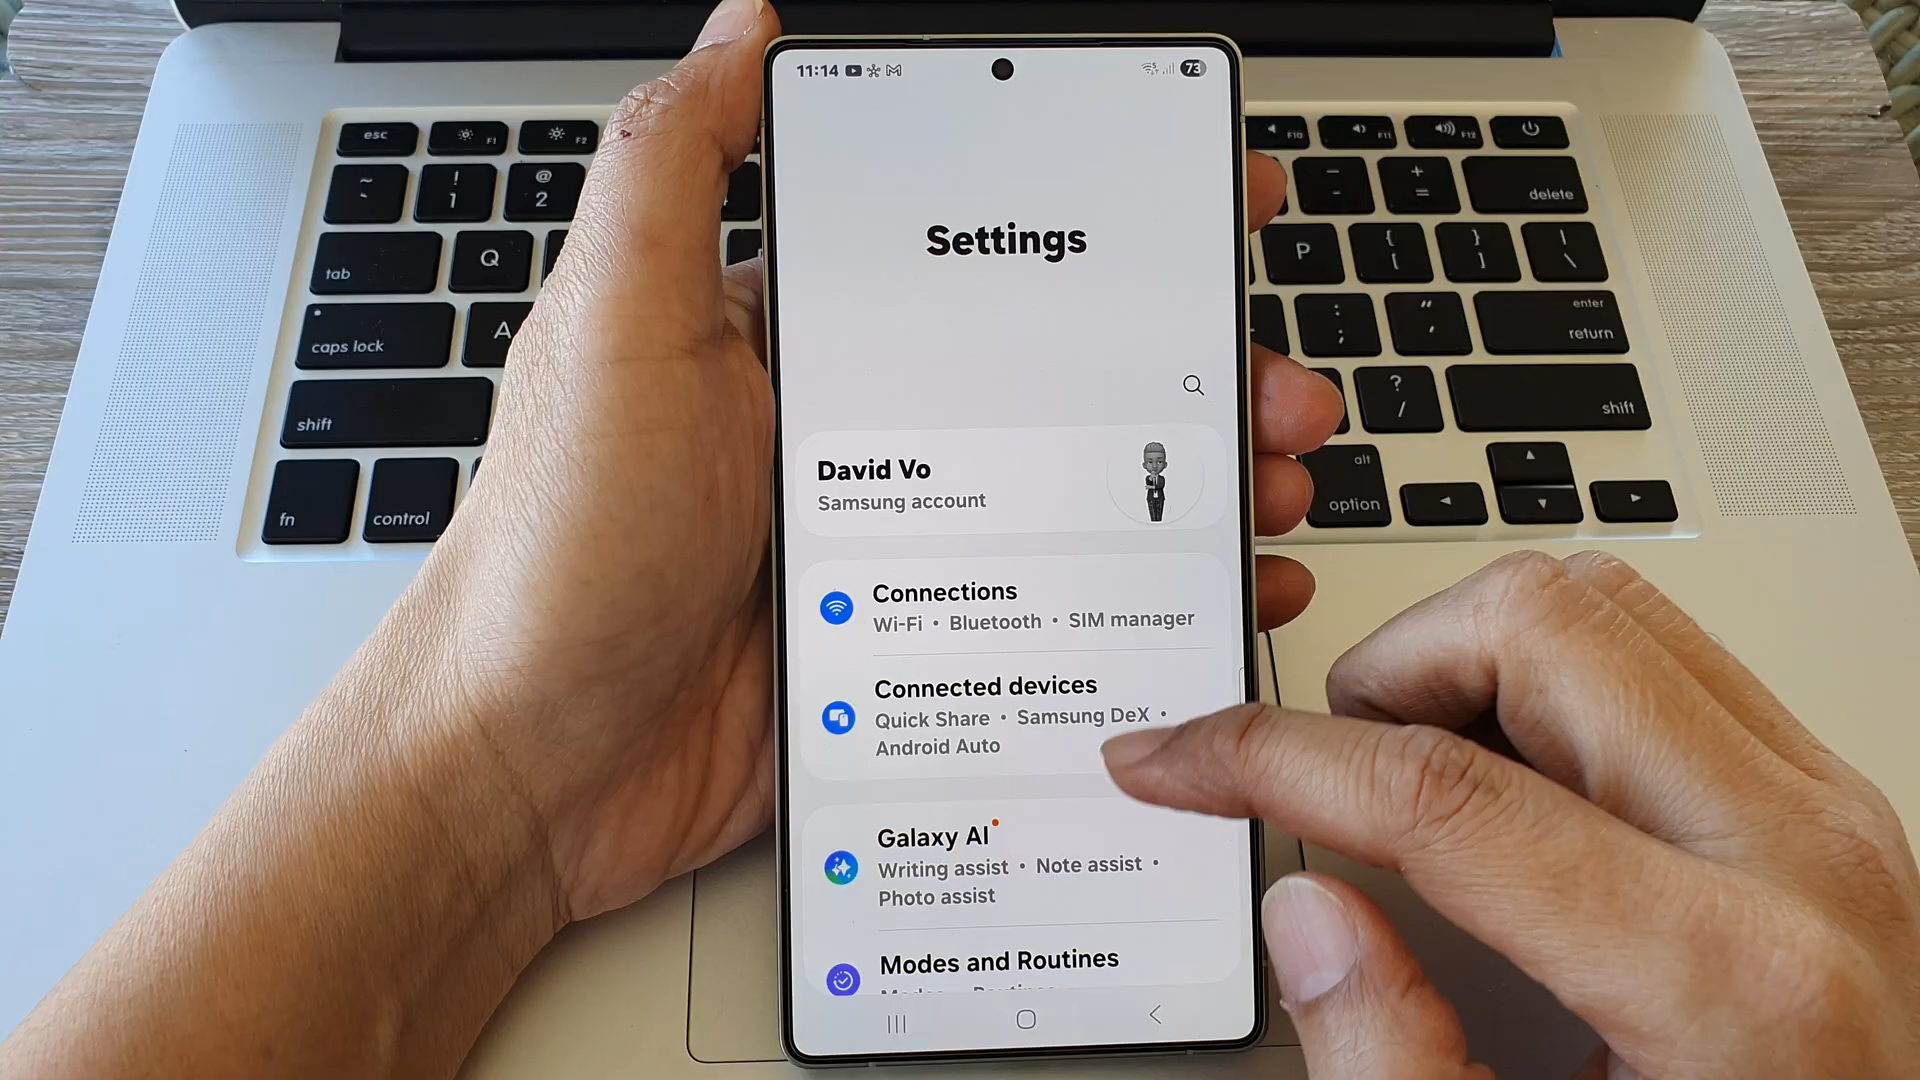 11:14
73
Settings
David Vo
Samsung account
Connections
Wi-Fi • Bluetooth • SIM manager
Connected devices
Quick Share • Samsung DeX •
Android Auto
Galaxy AI
Writing assist • Note assist •
Photo assist
Modes and Routines
esc
F1
F2
F10
F11
F12
~
`
!
1
@
2
_
-
+
=
delete
tab
Q
P
{
[
}
]
|
\
caps lock
A
:
;
"
'
enter
return
shift
?
/
shift
fn
control
alt
option